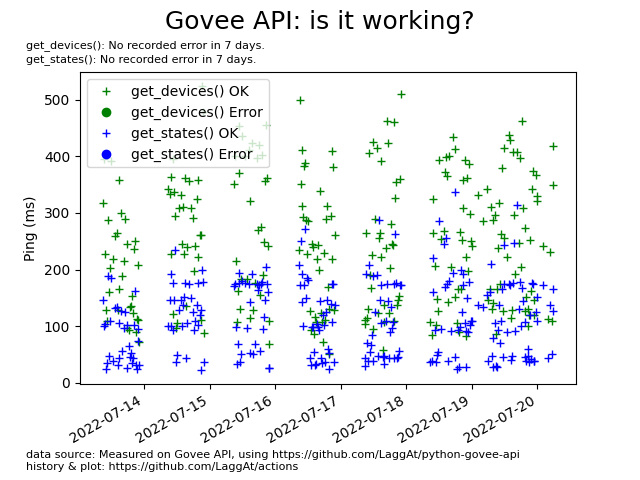 Govee API: is it working?
get_devices(): No recorded error in 7 days.
get_states(): No recorded error in 7 days.
get_devices() OK
get_devices() Error
get_states() OK
get_states() Error
Ping (ms)
500
400
300
200
100
0
2022-07-14
2022-07-15
2022-07-16
2022-07-17
2022-07-18
2022-07-19
2022-07-20
data source: Measured on Govee API, using https://github.com/LaggAt/python-govee-api
history & plot: https://github.com/LaggAt/actions